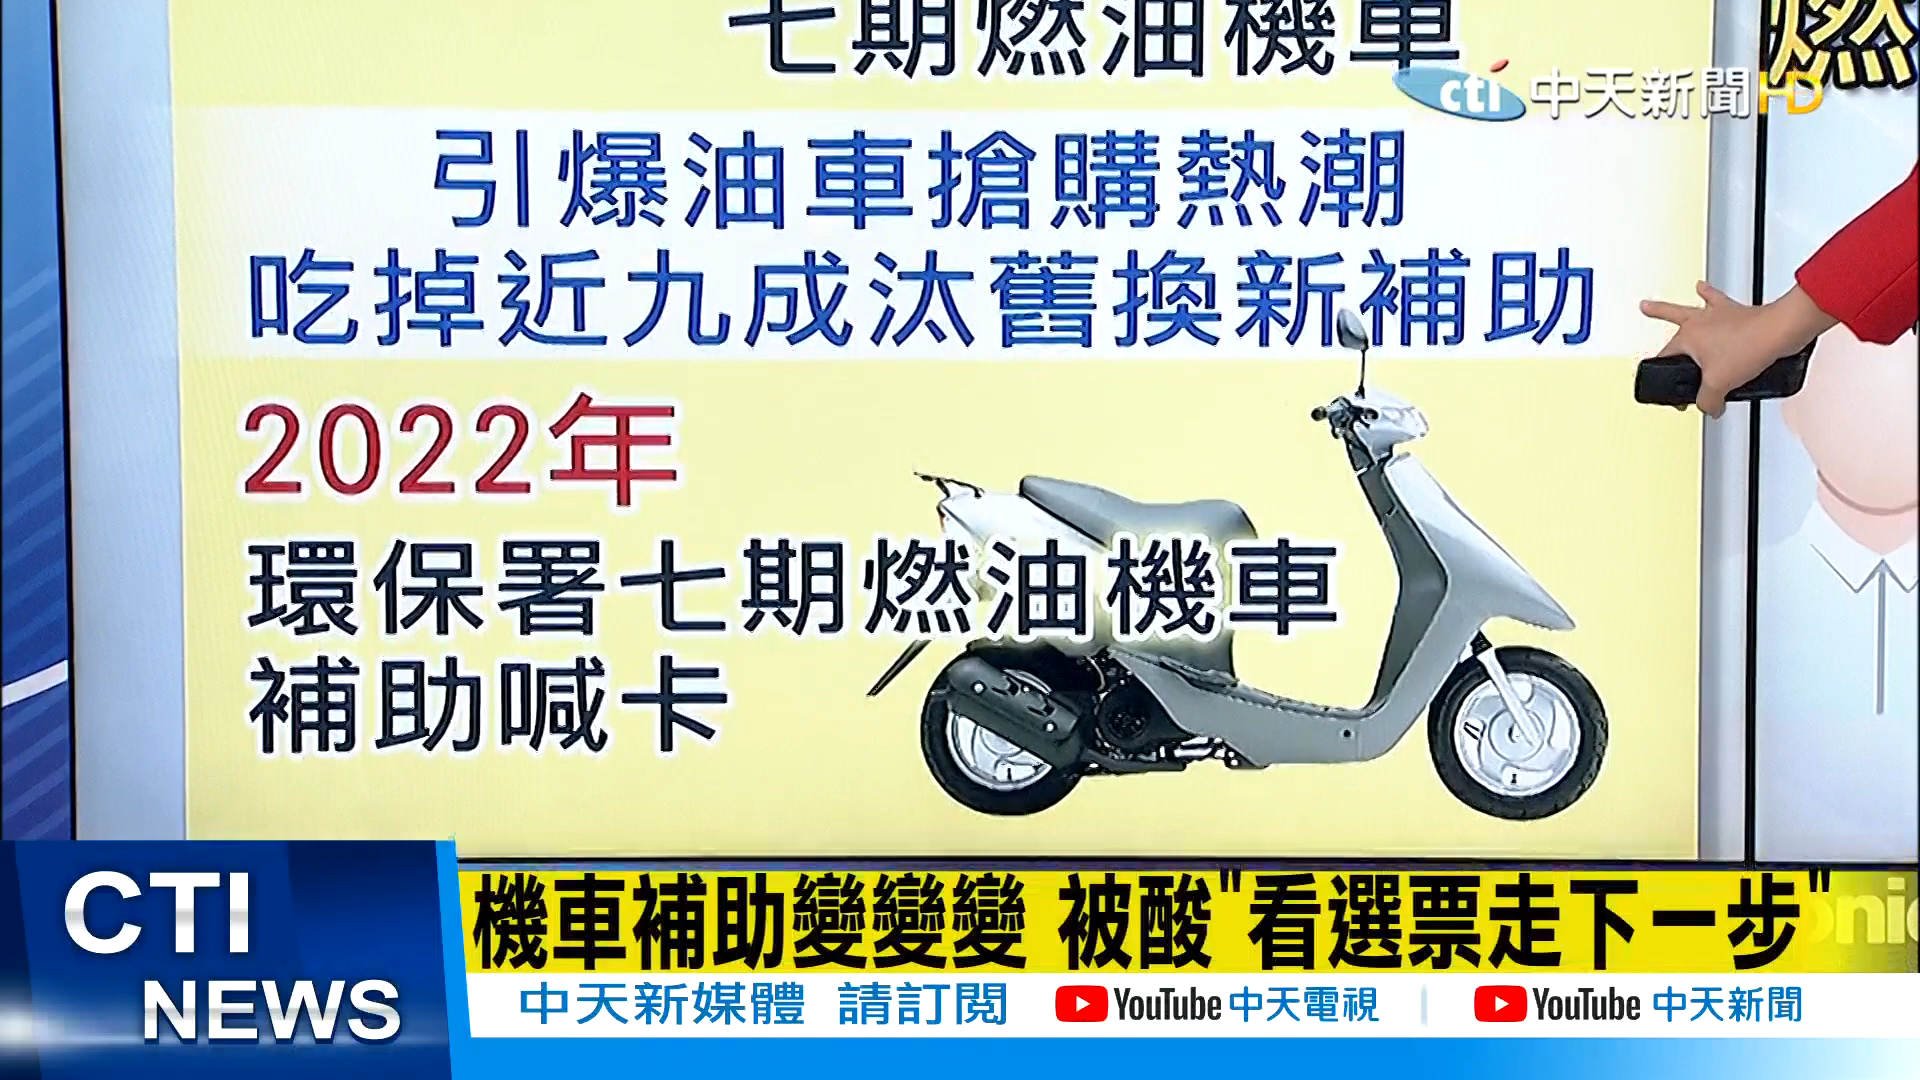 七期燃油機車
cti 中天新聞HD
燃
引爆油車搶購熱潮
吃掉近九成汰舊換新補助
2022年
環保署七期燃油機車
補助喊卡
CTI
NEWS
機車補助變變變 被酸"看選票走下一步"
中天新媒體 請訂閱 YouTube 中天電視 | YouTube 中天新聞